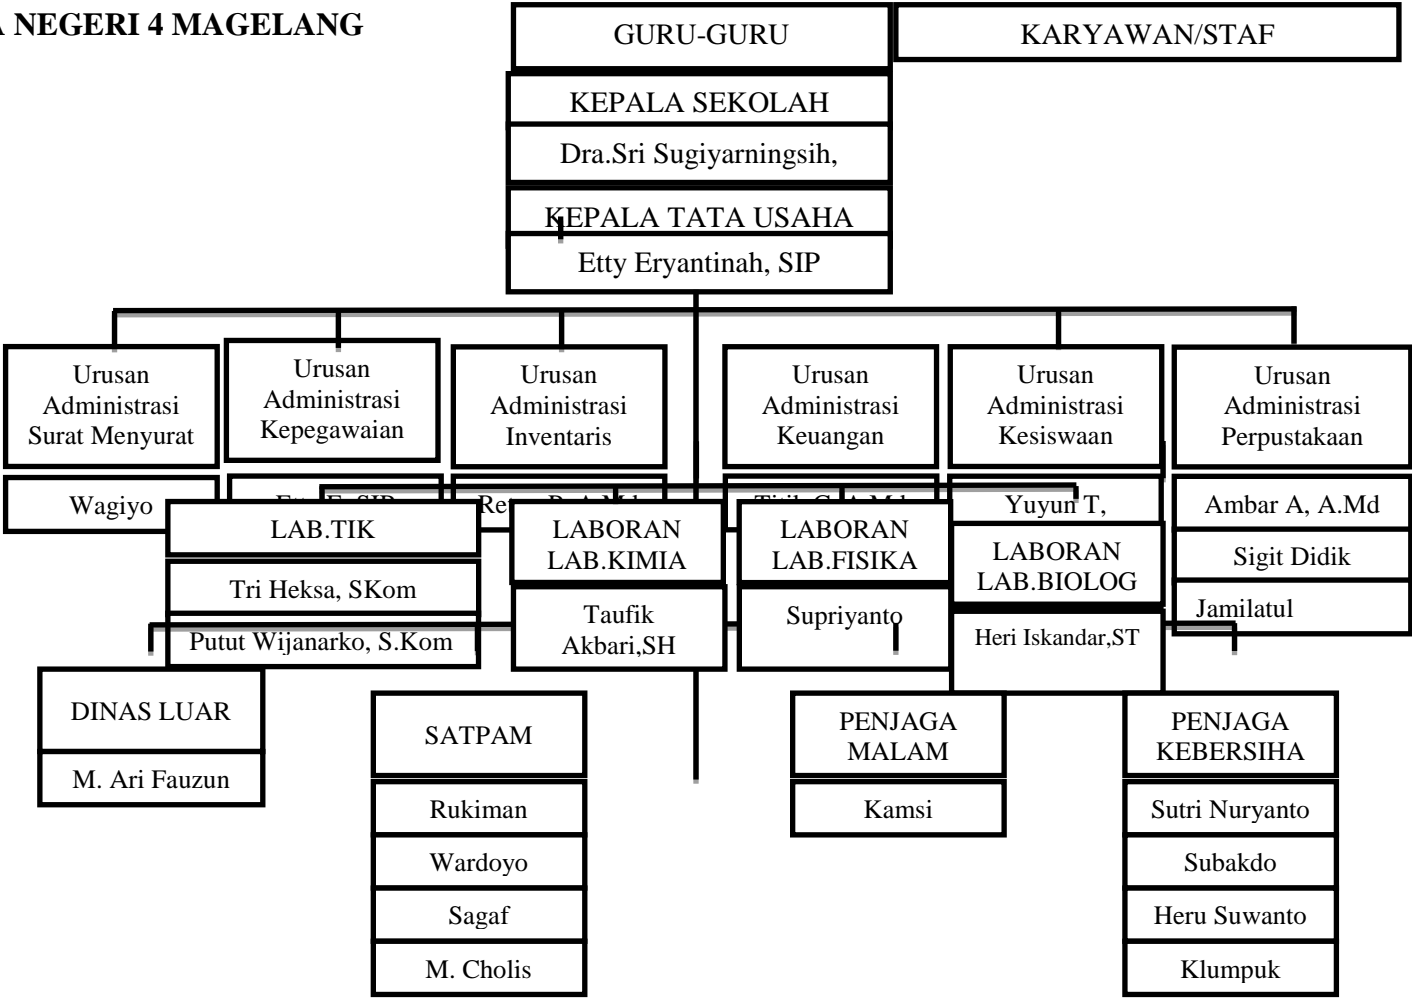 A NEGERI 4 MAGELANG
GURU-GURU
KARYAWAN/STAF
KEPALA SEKOLAH
Dra.Sri Sugiyarningsih,
KEPALA TATA USAHA
Etty Eryantinah, SIP
Urusan
Administrasi
Surat Menyurat
Urusan
Administrasi
Kepegawaian
Urusan
Administrasi
Inventaris
Urusan
Administrasi
Keuangan
Urusan
Administrasi
Kesiswaan
Urusan
Administrasi
Perpustakaan
Wagiyo
Yuyun T,
Ambar A, A.Md
Sigit Didik
Jamilatul
LAB.TIK
Tri Heksa, SKom
Putut Wijanarko, S.Kom
LABORAN
LAB.KIMIA
Taufik
Akbari,SH
LABORAN
LAB.FISIKA
Supriyanto
LABORAN
LAB.BIOLOG
Heri Iskandar,ST
DINAS LUAR
M. Ari Fauzun
SATPAM
Rukiman
Wardoyo
Sagaf
M. Cholis
PENJAGA
MALAM
Kamsi
PENJAGA
KEBERSIHA
Sutri Nuryanto
Subakdo
Heru Suwanto
Klumpuk